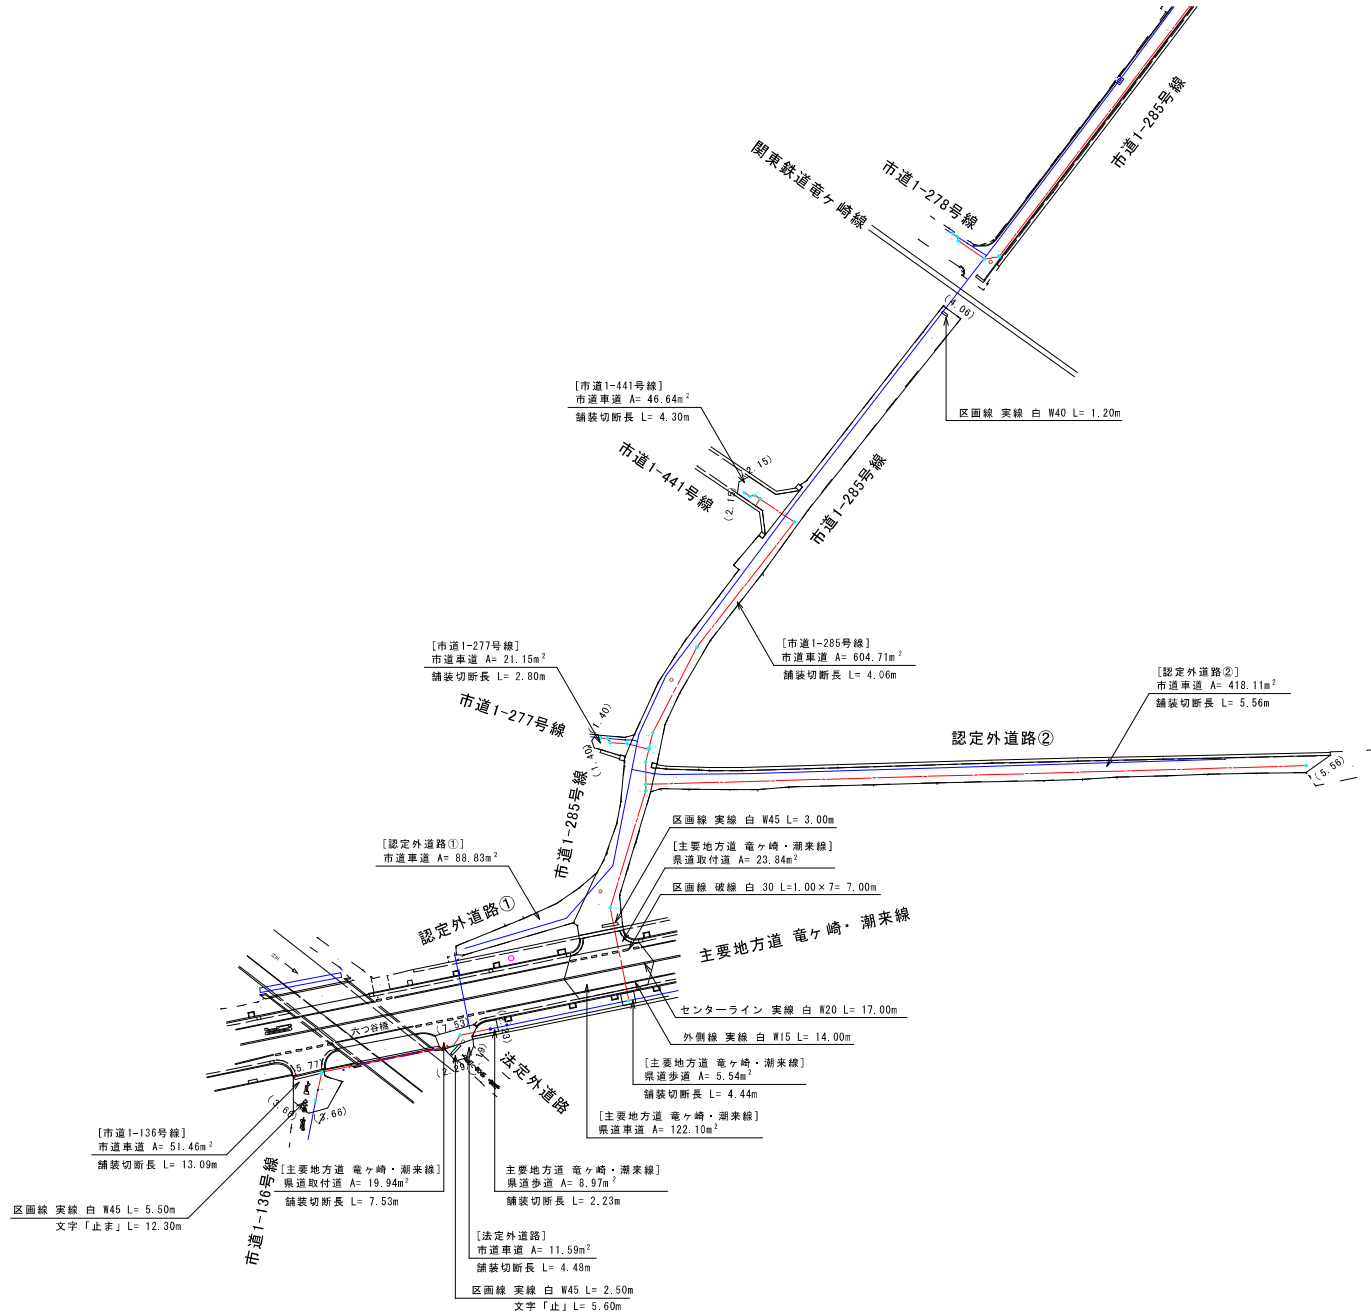 市道1-285号線
関東鉄道竜ヶ崎線
市道1-278号線
(4.06)
[市道1-441号線]
市道車道 A= 46.64m²
舗装切断長 L= 4.30m
区画線 実線 白 W40 L= 1.20m
市道1-441号線
(2.15)
(2.15)
市道1-285号線
[市道1-277号線]
市道車道 A= 21.15m²
舗装切断長 L= 2.80m
[市道1-285号線]
市道車道 A= 604.71m²
舗装切断長 L= 4.06m
[認定外道路②]
市道車道 A= 418.11m²
舗装切断長 L= 5.56m
市道1-277号線
(1.40)
(1.40)
認定外道路②
(5.56)
市道1-285号線
区画線 実線 白 W45 L= 3.00m
[認定外道路①]
市道車道 A= 88.83m²
[主要地方道 竜ヶ崎・潮来線]
県道取付道 A= 23.84m²
区画線 破線 白 30 L=1.00×7= 7.00m
認定外道路①
主要地方道 竜ヶ崎・潮来線
センターライン 実線 白 W20 L= 17.00m
外側線 実線 白 W15 L= 14.00m
六つ谷橋
(7.53)
(2.23)
(2.29)
法定外道路
5.77)
(3.66)
(3.66)
[主要地方道 竜ヶ崎・潮来線]
県道歩道 A= 5.54m²
舗装切断長 L= 4.44m
[主要地方道 竜ヶ崎・潮来線]
県道車道 A= 122.10m²
[市道1-136号線]
市道車道 A= 51.46m²
舗装切断長 L= 13.09m
[主要地方道 竜ヶ崎・潮来線]
県道取付道 A= 19.94m²
舗装切断長 L= 7.53m
主要地方道 竜ヶ崎・潮来線]
県道歩道 A= 8.97m²
舗装切断長 L= 2.23m
区画線 実線 白 W45 L= 5.50m
文字「止ま」L= 12.30m
市道1-136号線
[法定外道路]
市道車道 A= 11.59m²
舗装切断長 L= 4.48m
区画線 実線 白 W45 L= 2.50m
文字「止」L= 5.60m